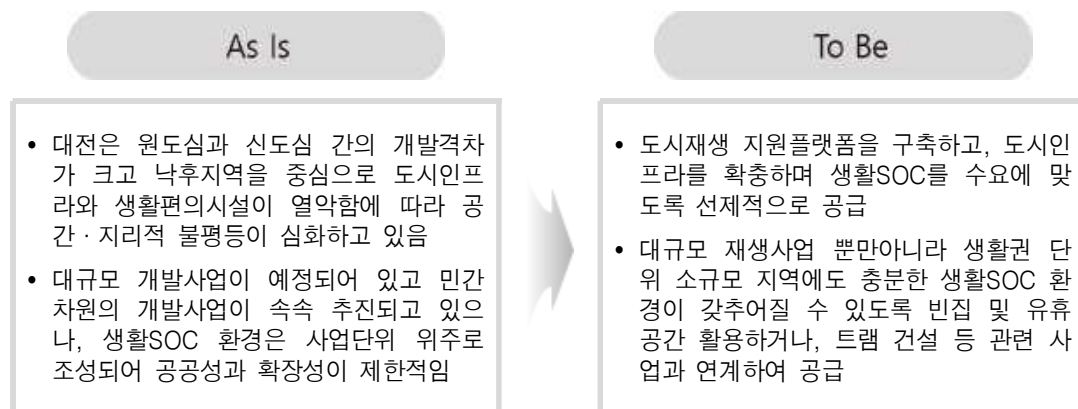 As Is
• 대전은 원도심과 신도심 간의 개발격차
가 크고 낙후지역을 중심으로 도시인프
라와 생활편의시설이 열악함에 따라 공
간·지리적 불평등이 심화하고 있음
• 대규모 개발사업이 예정되어 있고 민간
차원의 개발사업이 속속 추진되고 있으
나, 생활SOC 환경은 사업단위 위주로
조성되어 공공성과 확장성이 제한적임
To Be
• 도시재생 지원플랫폼을 구축하고, 도시인
프라를 확충하며 생활SOC를 수요에 맞
도록 선제적으로 공급
• 대규모 재생사업 뿐만아니라 생활권 단
위 소규모 지역에도 충분한 생활SOC 환
경이 갖추어질 수 있도록 빈집 및 유휴
공간 활용하거나, 트램 건설 등 관련 사
업과 연계하여 공급